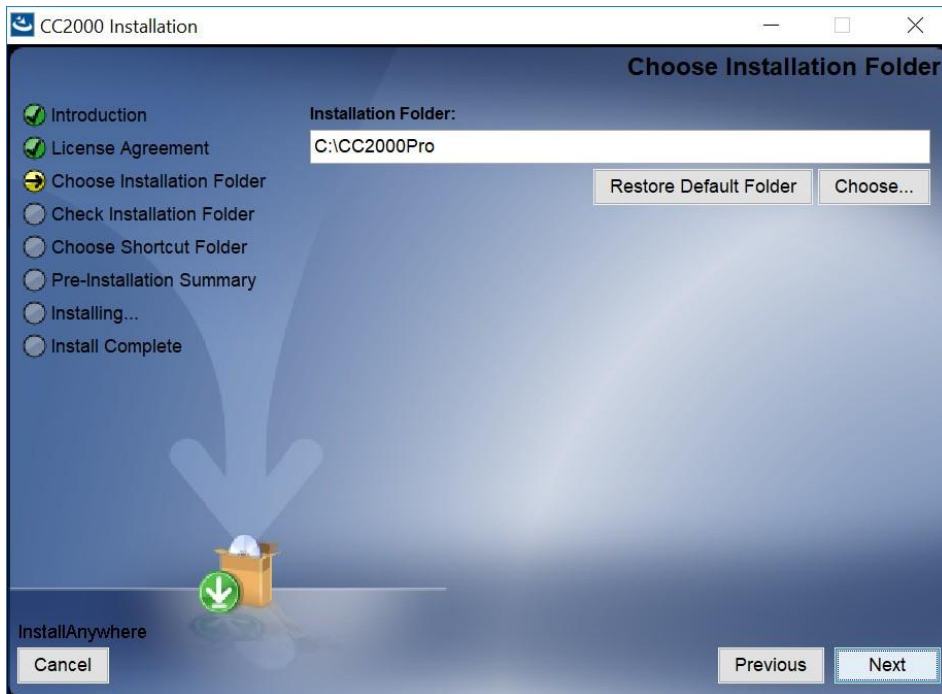 CC2000 Installation
Choose Installation Folder
Introduction
License Agreement
Choose Installation Folder
Check Installation Folder
Choose Shortcut Folder
Pre-Installation Summary
Installing...
Install Complete
Installation Folder:
C:\CC2000Pro
Restore Default Folder
Choose...
InstallAnywhere
Cancel
Previous
Next